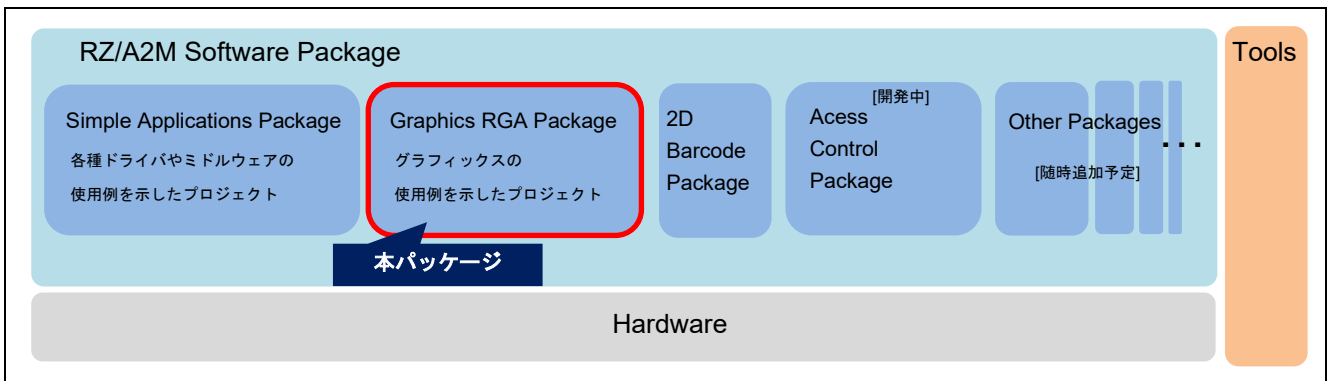 RZ/A2M Software Package
Tools
Simple Applications Package
各種ドライバやミドルウェアの
使用例を示したプロジェクト
Graphics RGA Package
グラフィックスの
使用例を示したプロジェクト
2D
Barcode
Package
[開発中]
Acess
Control
Package
Other Packages
...
[随時追加予定]
本パッケージ
Hardware